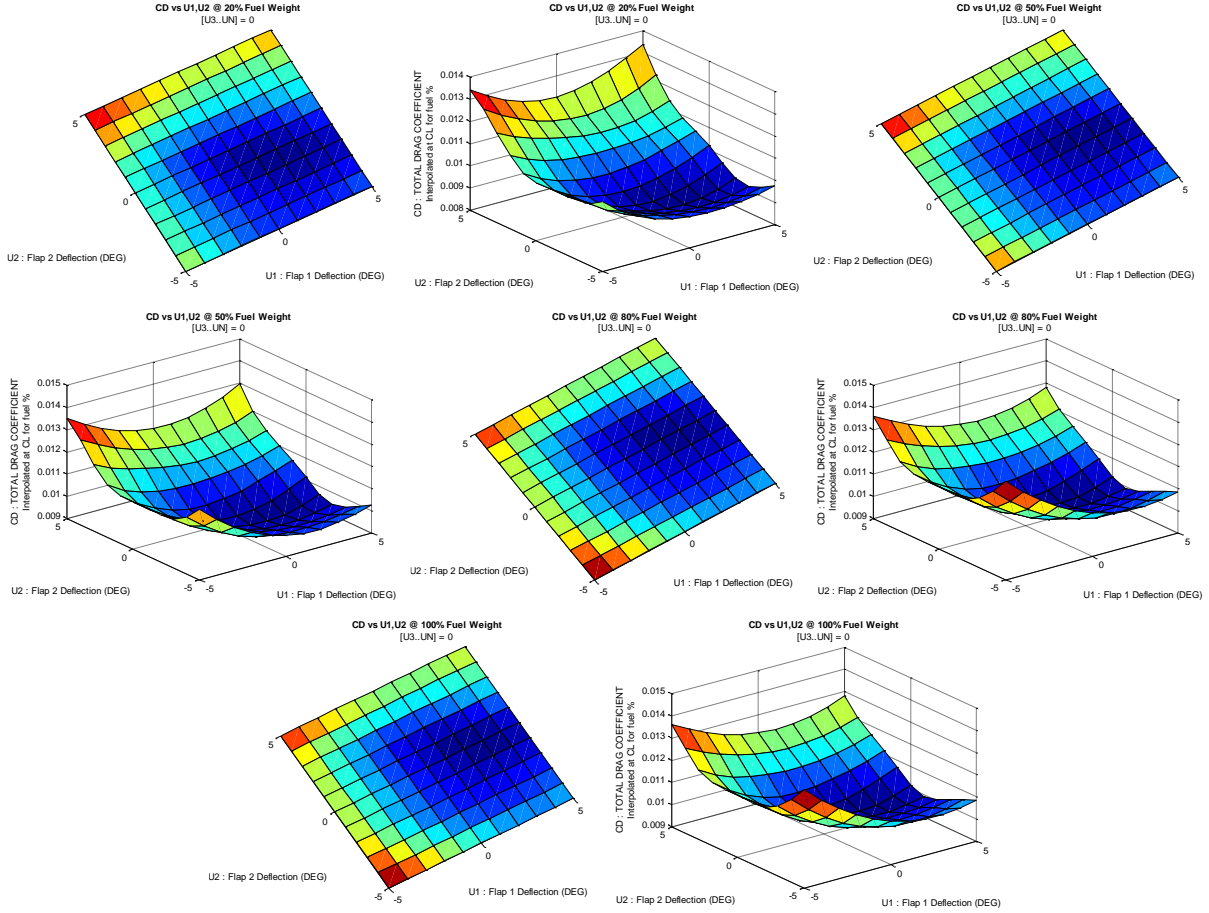 CD vs U1,U2 @ 20% Fuel Weight
[U3..UN] = 0
5
0
-5
-5
0
5
U2 : Flap 2 Deflection (DEG)
U1 : Flap 1 Deflection (DEG)
CD vs U1,U2 @ 20% Fuel Weight
[U3..UN] = 0
CD : TOTAL DRAG COEFFICIENT
Interpolated at CL for fuel %
0.014
0.013
0.012
0.011
0.01
0.009
0.008
5
0
-5
-5
0
5
U2 : Flap 2 Deflection (DEG)
U1 : Flap 1 Deflection (DEG)
CD vs U1,U2 @ 50% Fuel Weight
[U3..UN] = 0
5
0
-5
-5
0
5
U2 : Flap 2 Deflection (DEG)
U1 : Flap 1 Deflection (DEG)
CD vs U1,U2 @ 50% Fuel Weight
[U3..UN] = 0
CD : TOTAL DRAG COEFFICIENT
Interpolated at CL for fuel %
0.015
0.014
0.013
0.012
0.011
0.01
0.009
5
0
-5
-5
0
5
U2 : Flap 2 Deflection (DEG)
U1 : Flap 1 Deflection (DEG)
CD vs U1,U2 @ 80% Fuel Weight
[U3..UN] = 0
5
0
-5
-5
0
5
U2 : Flap 2 Deflection (DEG)
U1 : Flap 1 Deflection (DEG)
CD vs U1,U2 @ 80% Fuel Weight
[U3..UN] = 0
CD : TOTAL DRAG COEFFICIENT
Interpolated at CL for fuel %
0.015
0.014
0.013
0.012
0.011
0.01
0.009
5
0
-5
-5
0
5
U2 : Flap 2 Deflection (DEG)
U1 : Flap 1 Deflection (DEG)
CD vs U1,U2 @ 100% Fuel Weight
[U3..UN] = 0
5
0
-5
-5
0
5
U2 : Flap 2 Deflection (DEG)
U1 : Flap 1 Deflection (DEG)
CD vs U1,U2 @ 100% Fuel Weight
[U3..UN] = 0
CD : TOTAL DRAG COEFFICIENT
Interpolated at CL for fuel %
0.015
0.014
0.013
0.012
0.011
0.01
0.009
5
0
-5
-5
0
5
U2 : Flap 2 Deflection (DEG)
U1 : Flap 1 Deflection (DEG)